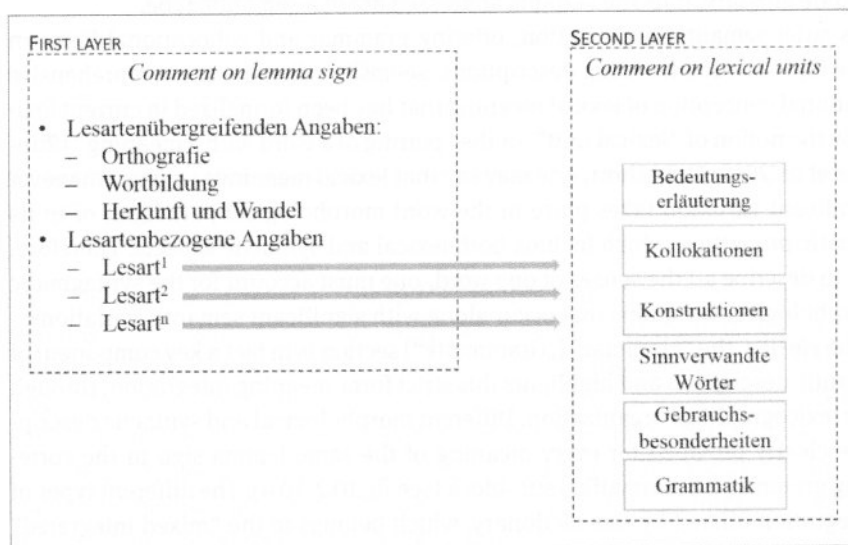 FIRST LAYER
Comment on lemma sign
• Lesartenübergreifenden Angaben:
– Orthografie
– Wortbildung
– Herkunft und Wandel
• Lesartenbezogene Angaben
– Lesart¹
– Lesart²
– Lesartⁿ
SECOND LAYER
Comment on lexical units
Bedeutungs-
erläuterung
Kollokationen
Konstruktionen
Sinnverwandte
Wörter
Gebrauchs-
besonderheiten
Grammatik